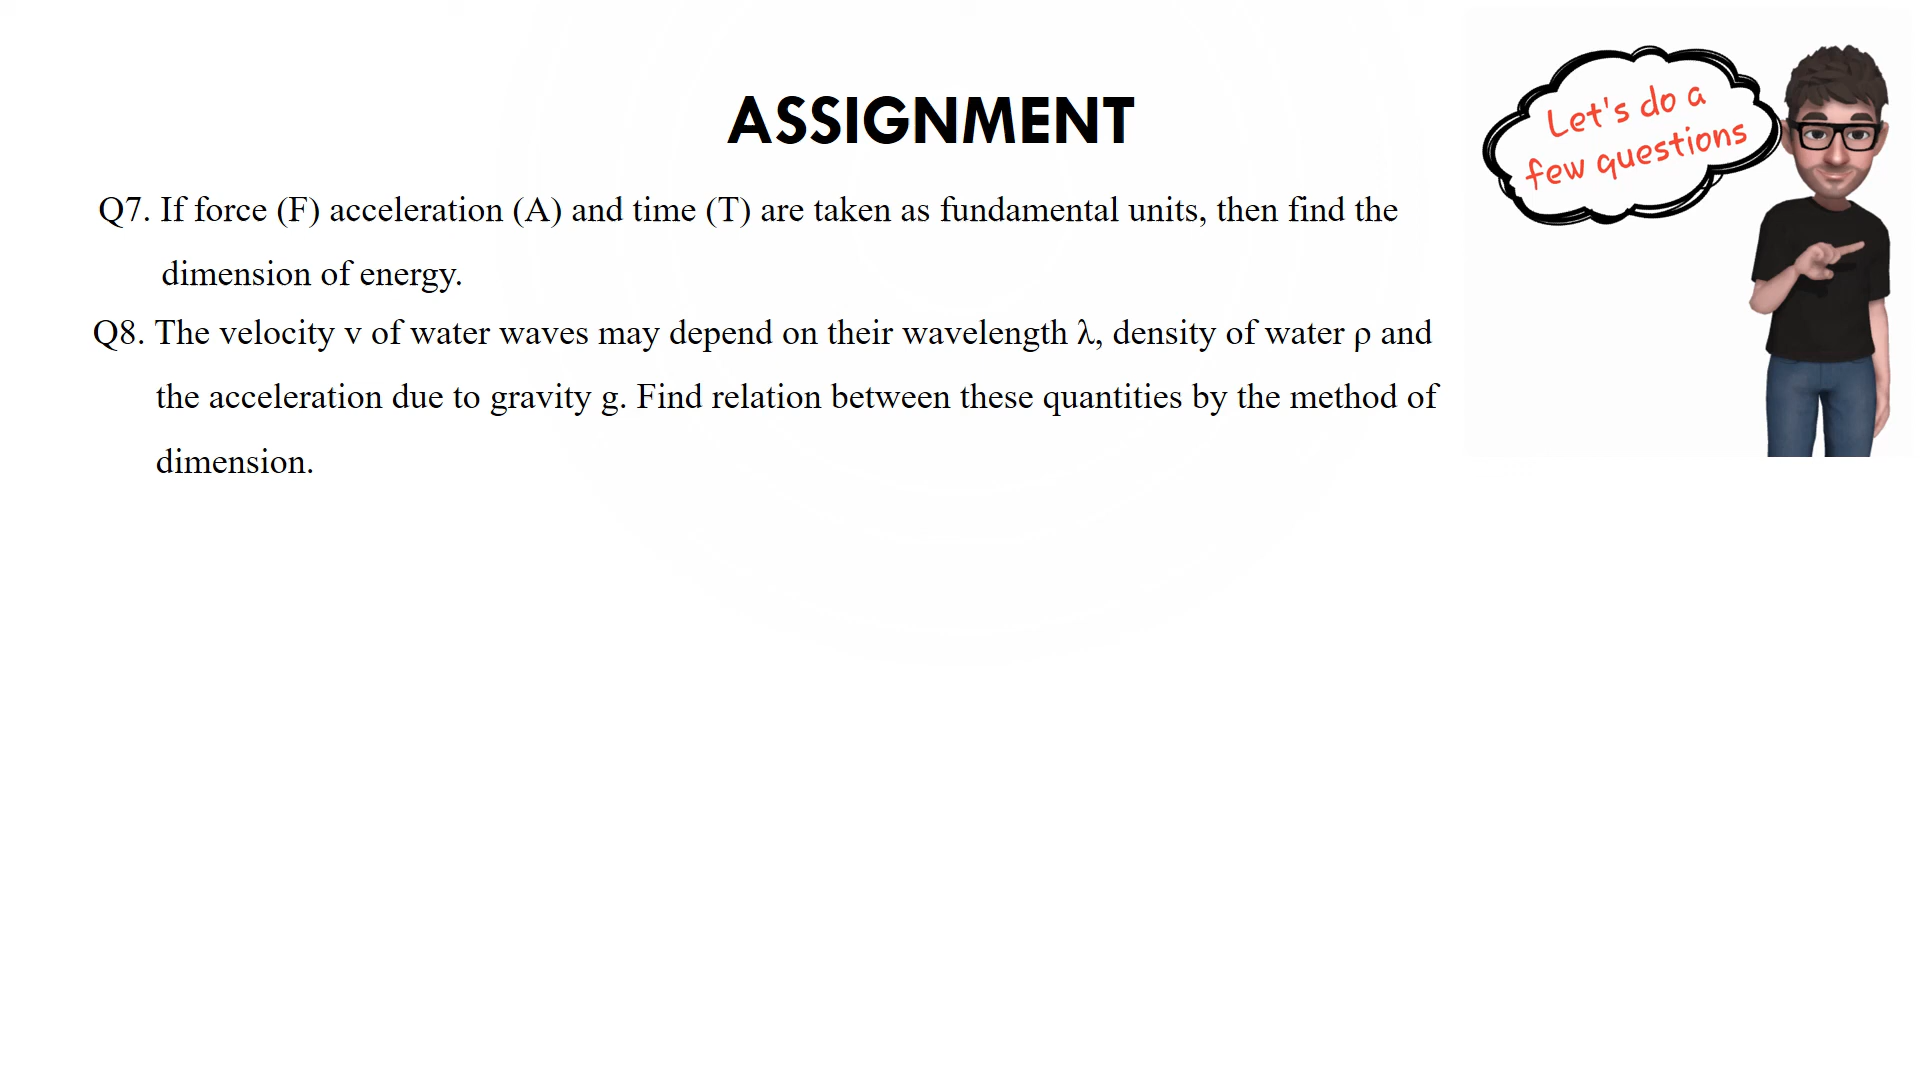 ASSIGNMENT
Let's do a
few questions
Q7. If force (F) acceleration (A) and time (T) are taken as fundamental units, then find the
dimension of energy.
Q8. The velocity v of water waves may depend on their wavelength λ, density of water ρ and
the acceleration due to gravity g. Find relation between these quantities by the method of
dimension.